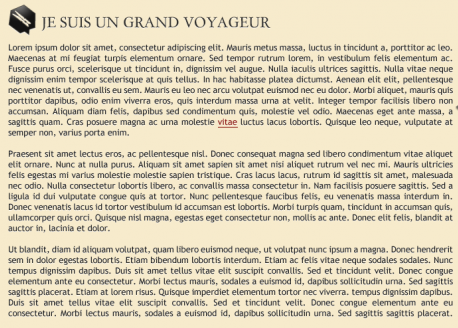 JE SUIS UN GRAND VOYAGEUR
Lorem ipsum dolor sit amet, consectetur adipiscing elit. Mauris metus massa, luctus in tincidunt a, porttitor ac leo.
Maecenas at mi feugiat turpis elementum ornare. Sed tempor rutrum lorem, in vestibulum felis elementum ac.
Fusce purus orci, scelerisque ut tincidunt in, dignissim vel augue. Nulla iaculis ultrices sagittis. Nulla vitae neque
dignissim enim tempor scelerisque at quis tellus. In hac habitasse platea dictumst. Aenean elit elit, pellentesque
nec venenatis ut, convallis eu sem. Mauris eu leo nec arcu volutpat euismod nec eu dolor. Morbi aliquet, mauris quis
porttitor dapibus, odio enim viverra eros, quis interdum massa urna at velit. Integer tempor facilisis libero non
accumsan. Aliquam diam felis, dapibus sed condimentum quis, molestie vel odio. Maecenas eget ante massa, a
sagittis quam. Cras posuere magna ac urna molestie vitae luctus lacus lobortis. Quisque leo neque, vulputate at
semper non, varius porta enim.
Praesent sit amet lectus eros, ac pellentesque nisl. Donec consequat magna sed libero condimentum vitae aliquet
elit ornare. Nunc at nulla purus. Aliquam sit amet sapien sit amet nisi aliquet rutrum vel nec mi. Mauris ultricies
felis egestas mi varius molestie molestie sapien tristique. Cras lacus lacus, rutrum id sagittis sit amet, malesuada
nec odio. Nulla consectetur lobortis libero, ac convallis massa consectetur in. Nam facilisis posuere sagittis. Sed a
ligula id dui vulputate congue quis at tortor. Nunc pellentesque faucibus felis, eu venenatis massa interdum in.
Donec venenatis lacus id tortor vestibulum id accumsan est lobortis. Morbi turpis quam, tincidunt in accumsan quis,
ullamcorper quis orci. Quisque nisl magna, egestas eget consectetur non, mollis ac ante. Donec elit felis, blandit at
auctor in, lacinia et dolor.
Ut blandit, diam id aliquam volutpat, quam libero euismod neque, ut volutpat nunc ipsum a magna. Donec hendrerit
sem in dolor egestas lobortis. Etiam bibendum lobortis interdum. Etiam ac felis vitae neque sodales sodales. Nunc
tempus dignissim dapibus. Duis sit amet tellus vitae elit suscipit convallis. Sed et tincidunt velit. Donec congue
elementum ante eu consectetur. Morbi lectus mauris, sodales a euismod id, dapibus sollicitudin urna. Sed sagittis
sagittis placerat. Etiam at lorem risus. Quisque imperdiet elementum tortor nec viverra. tempus dignissim dapibus.
Duis sit amet tellus vitae elit suscipit convallis. Sed et tincidunt velit. Donec congue elementum ante eu
consectetur. Morbi lectus mauris, sodales a euismod id, dapibus sollicitudin urna. Sed sagittis sagittis placerat.